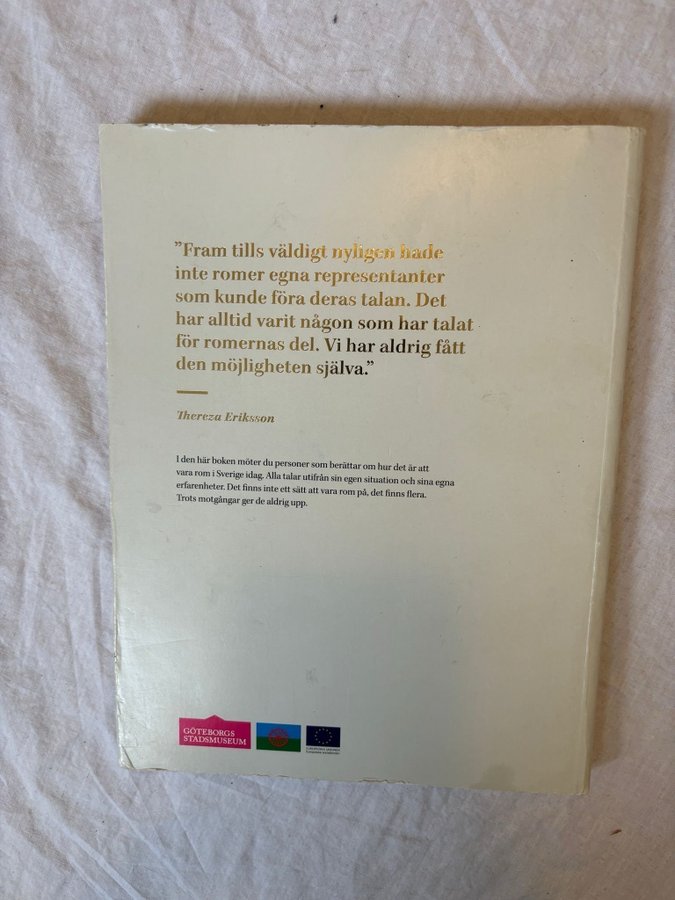 ”Fram tills väldigt nyligen hade
inte romer egna representanter
som kunde föra deras talan. Det
har alltid varit någon som har talat
för romernas del. Vi har aldrig fått
den möjligheten själva.”
Thereza Eriksson
I den här boken möter du personer som berättar om hur det är att
vara rom i Sverige idag. Alla talar utifrån sin egen situation och sina egna
erfarenheter. Det finns inte ett sätt att vara rom på, det finns flera.
Trots motgångar ger de aldrig upp.
GÖTEBORGS
STADSMUSEUM